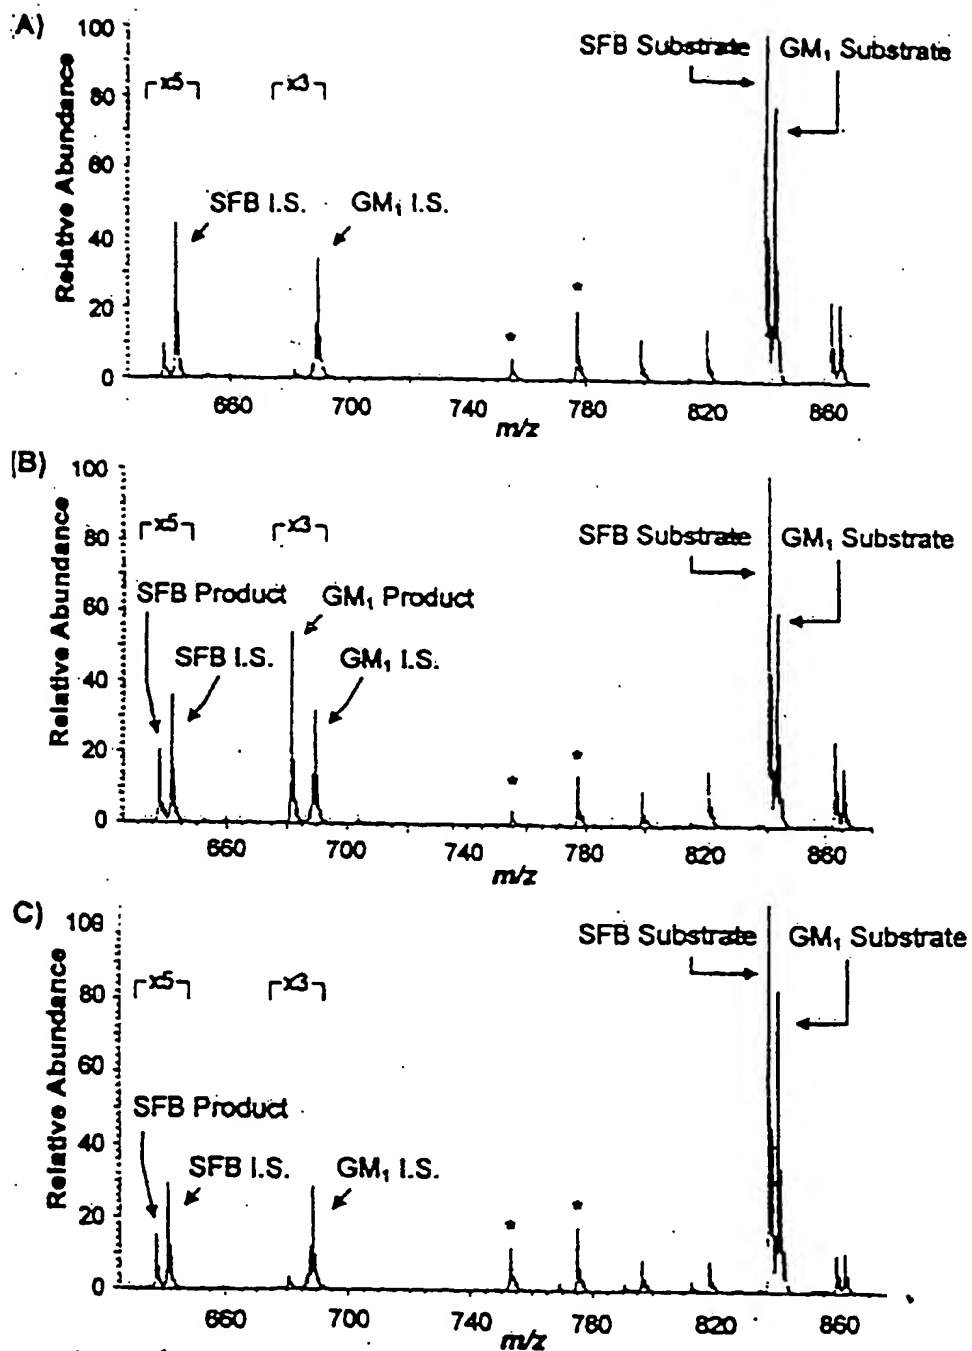 A)
Relative Abundance
100
80
60
40
20
0
x5
x3
SFB I.S.
GM₁ I.S.
SFB Substrate
GM₁ Substrate
*
*
660 700 740 780 820 860
m/z
(B)
Relative Abundance
100
80
60
40
20
0
x5
x3
SFB Product
SFB I.S.
GM₁ Product
GM₁ I.S.
SFB Substrate
GM₁ Substrate
*
*
660 700 740 780 820 860
m/z
C)
Relative Abundance
100
80
60
40
20
0
x5
x3
SFB Product
SFB I.S.
GM₁ I.S.
SFB Substrate
GM₁ Substrate
*
*
660 700 740 780 820 860
m/z